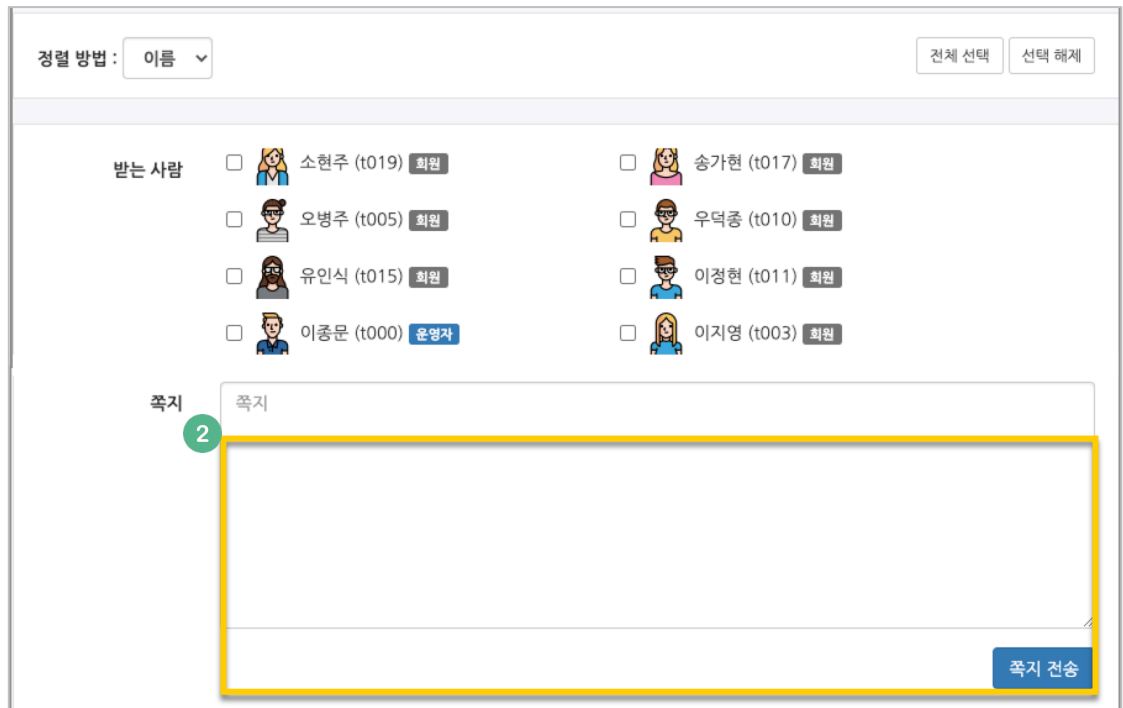 정렬 방법 : 이름 전체 선택 선택 해제
받는 사람 소현주 (t019) 회원 송가현 (t017) 회원
오병주 (t005) 회원 우덕종 (t010) 회원
유인식 (t015) 회원 이정현 (t011) 회원
이종문 (t000) 운영자 이지영 (t003) 회원
쪽지 쪽지
2
쪽지 전송